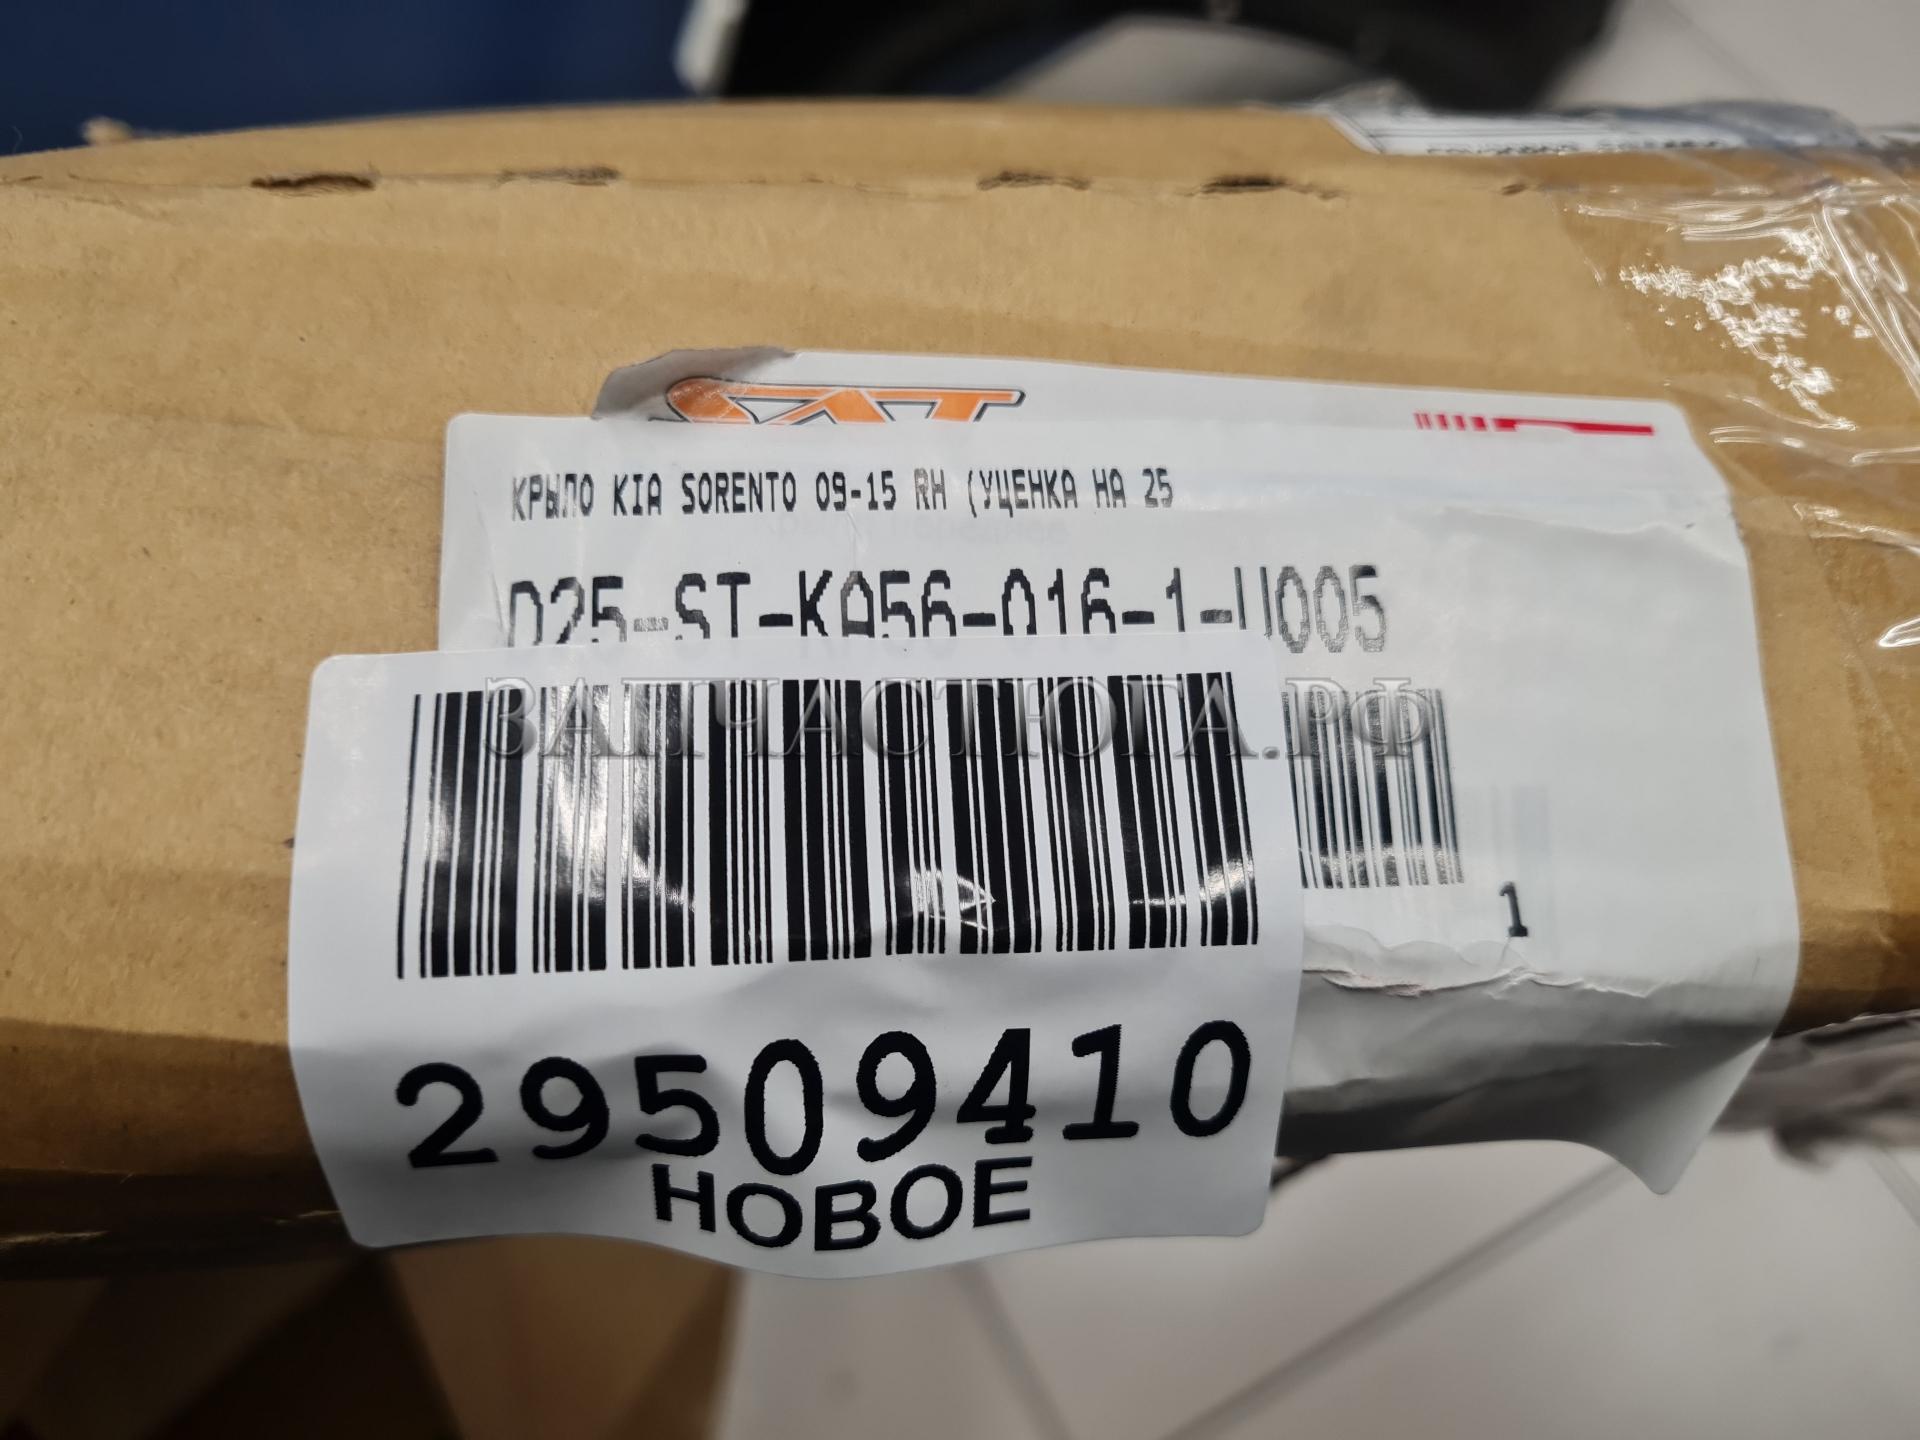 SAT
КРЫЛО KIA SORENTO 09-15 RH (УЦЕНКА НА 25
D25-ST-KA56-016-1-U005
ЗАПЧАСТЮГА.РФ
1
29509410
НОВОЕ